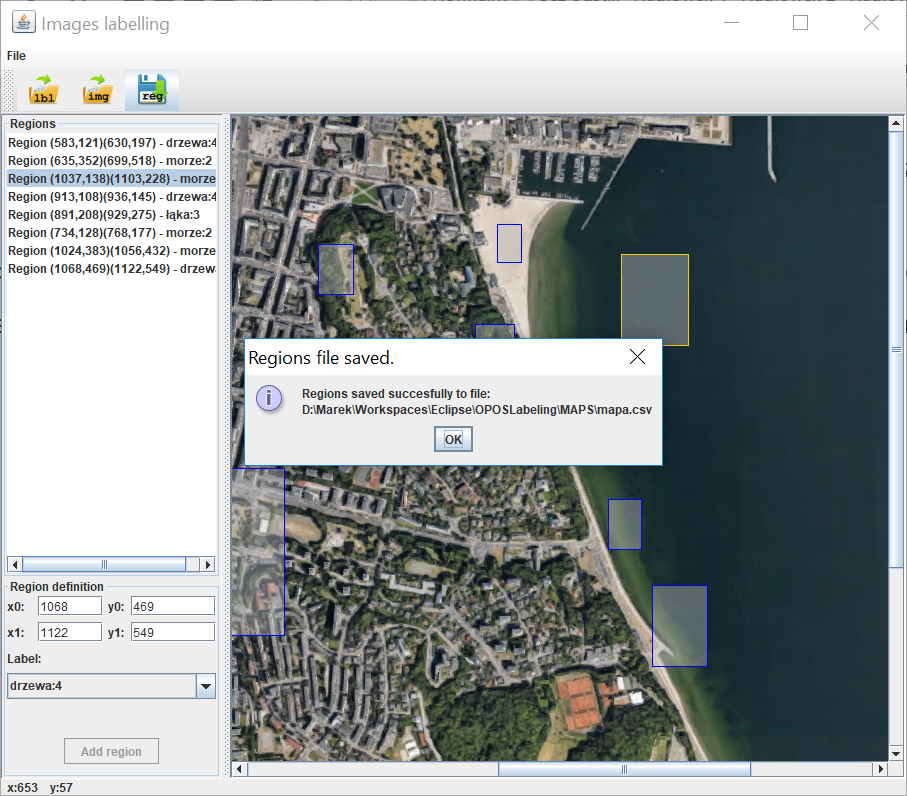 Images labelling
File
lbl
img
reg
Regions
Region (583,121)(630,197) - drzewa:4
Region (635,352)(699,518) - morze:2
Region (1037,138)(1103,228) - morze
Region (913,108)(936,145) - drzewa:4
Region (891,208)(929,275) - łąka:3
Region (734,128)(768,177) - morze:2
Region (1024,383)(1056,432) - morze
Region (1068,469)(1122,549) - drzew
Regions file saved.
Regions saved succesfully to file:
D:\Marek\Workspaces\Eclipse\OPOSLabeling\MAPS\mapa.csv
OK
Region definition
x0: 1068 y0: 469
x1: 1122 y1: 549
Label:
drzewa:4
Add region
x:653 y:57